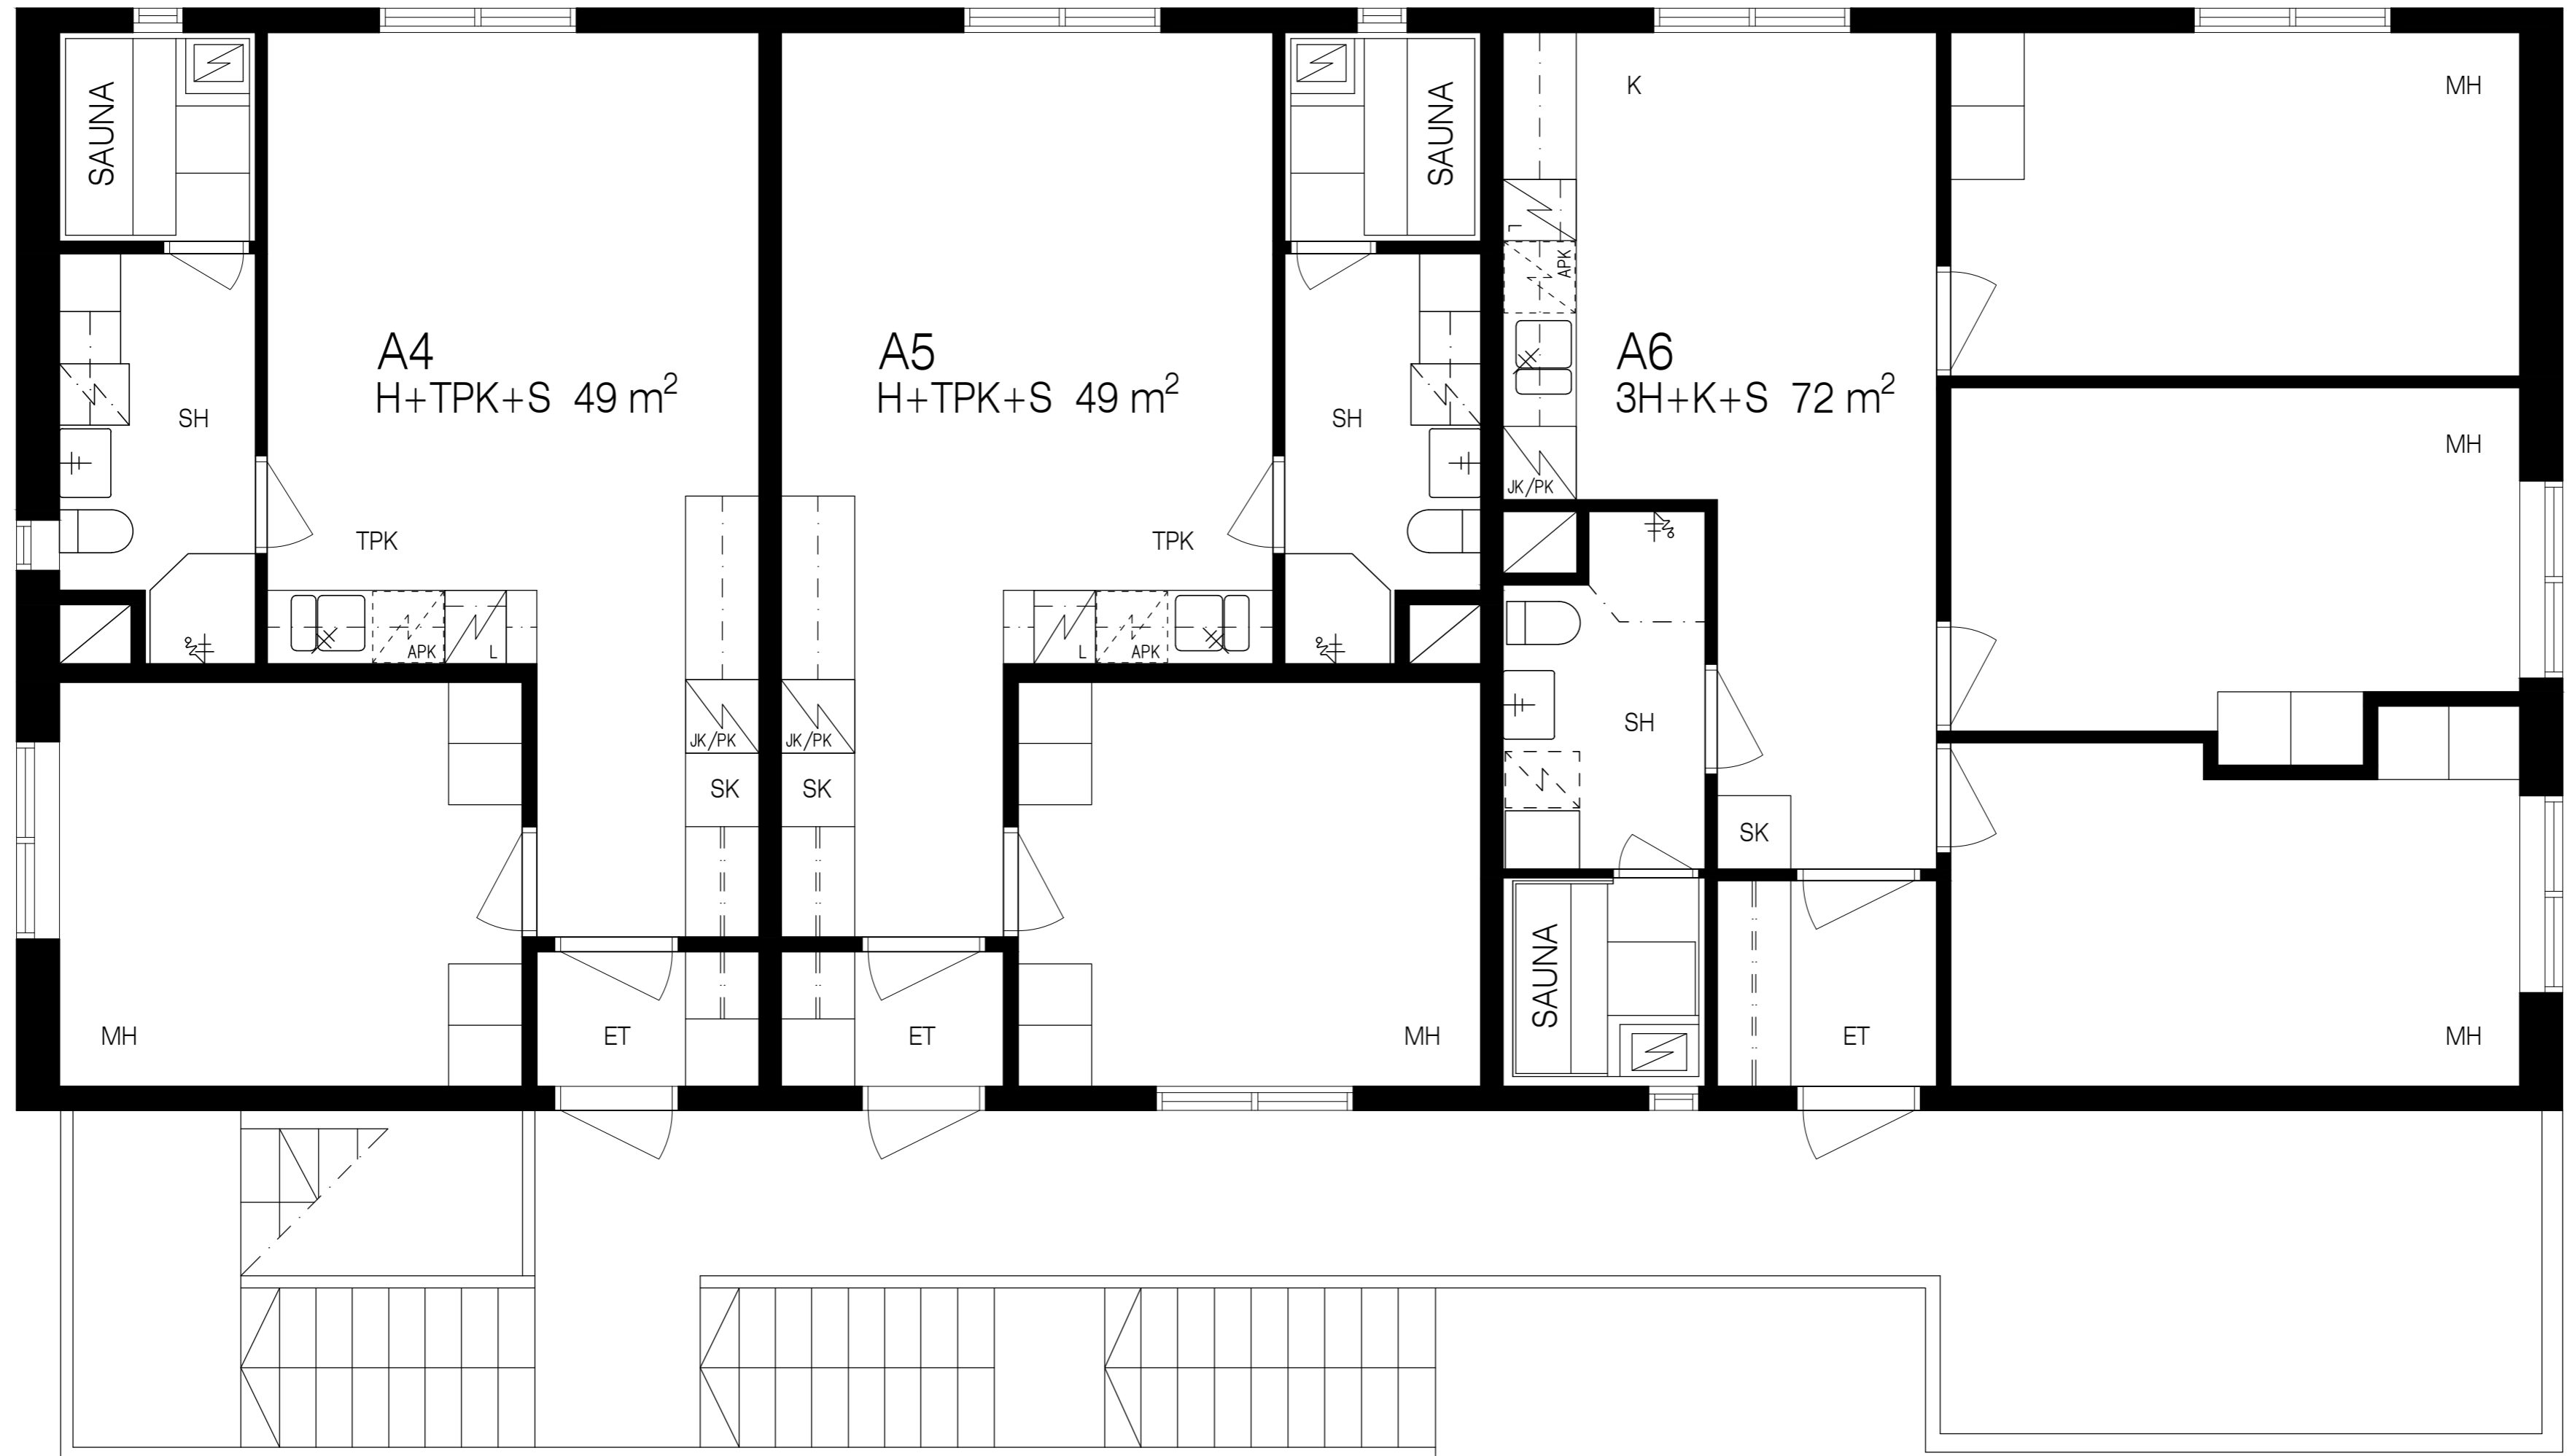 SAUNA
SAUNA
K
MH
A4
H+TPK+S 49 m²
A5
H+TPK+S 49 m²
L
APK
A6
3H+K+S 72 m²
SH
SH
MH
JK/PK
TPK
TPK
APK
L
L
APK
JK/PK
JK/PK
SH
SK
SK
SK
SAUNA
MH
ET
ET
MH
ET
MH